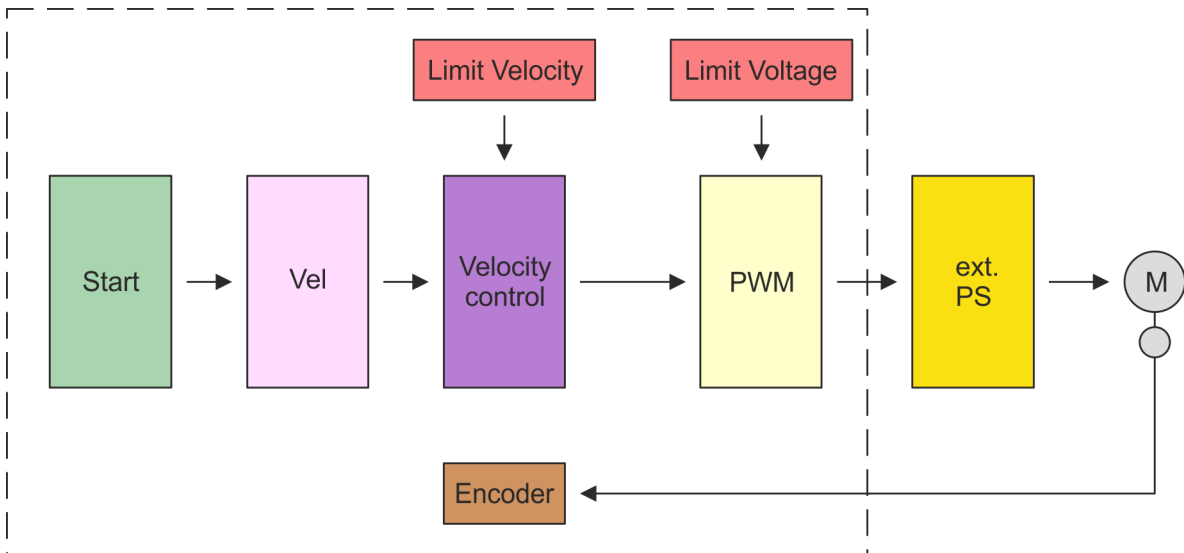 Limit Velocity
Limit Voltage
Start
Vel
Velocity
control
PWM
ext.
PS
M
Encoder